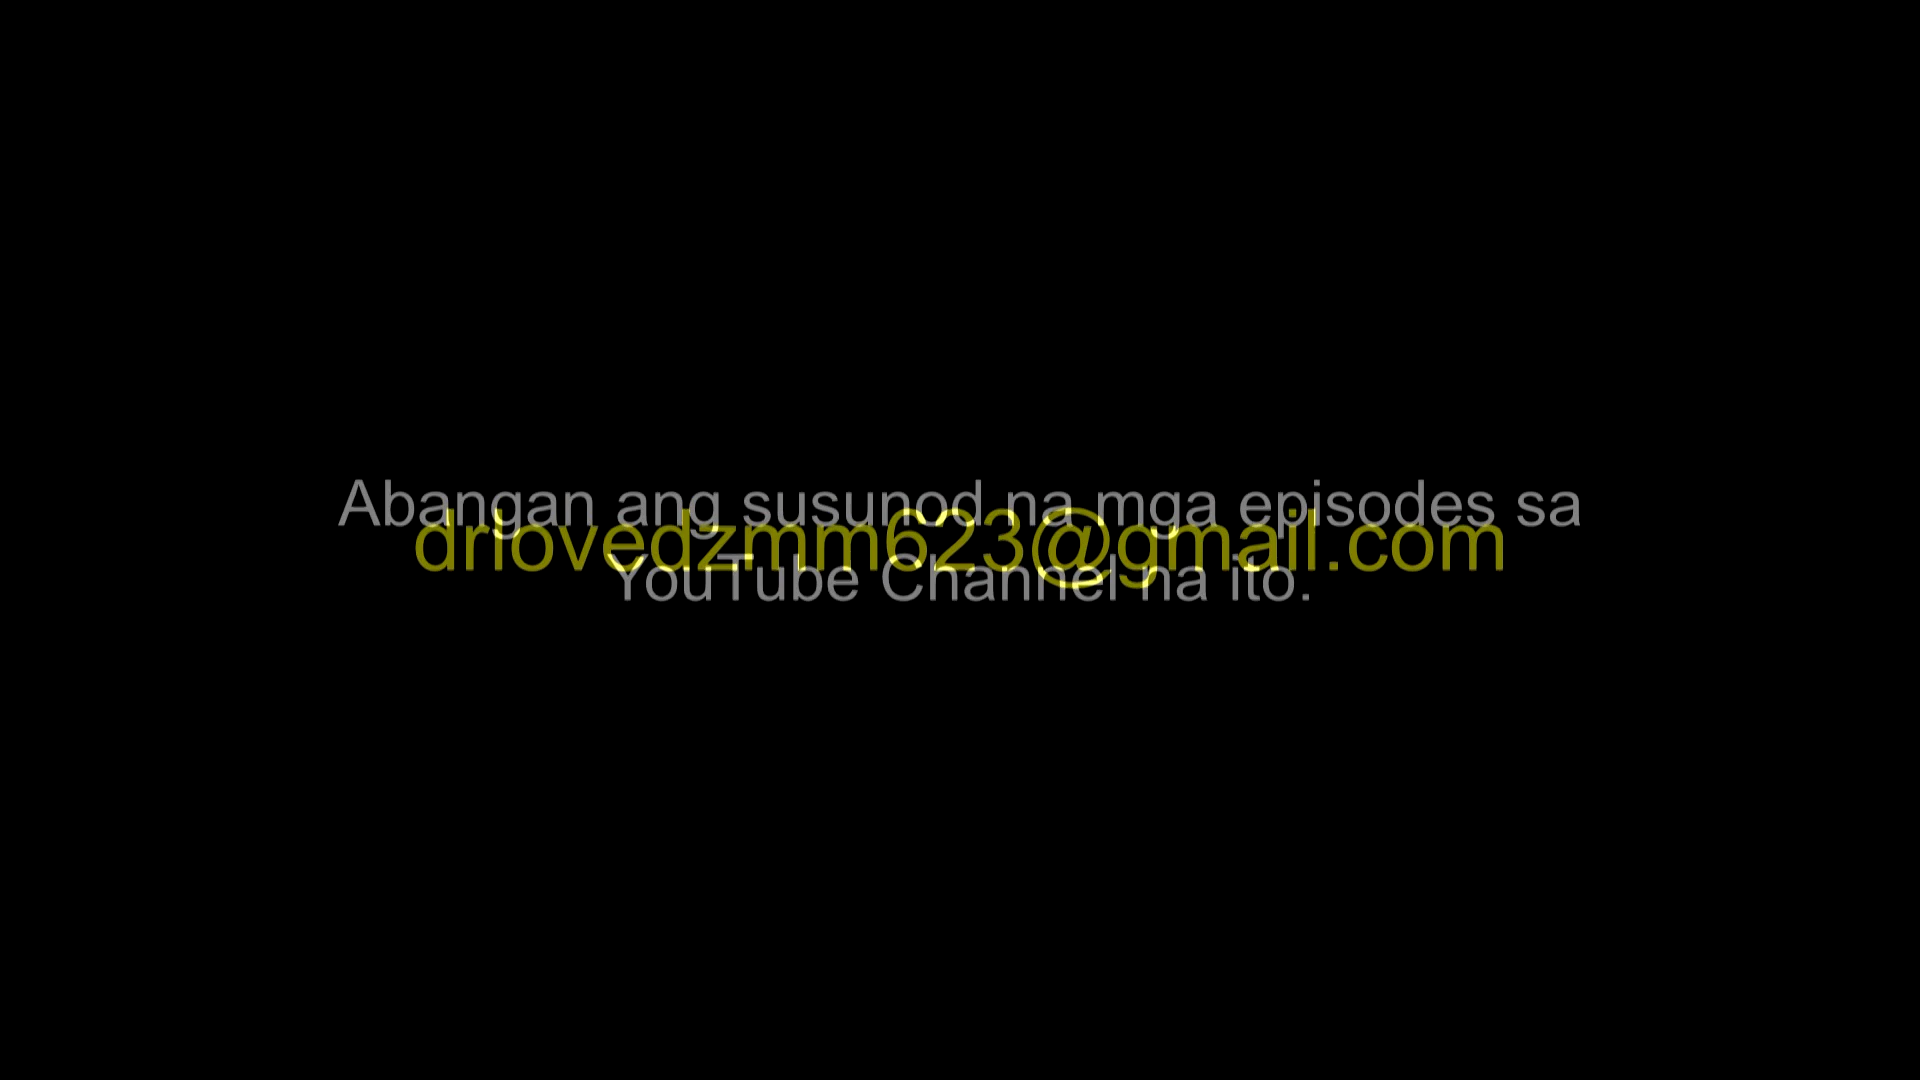 Abangan ang susunod na mga episodes sa
drlovedzmm623@gmail.com
YouTube Channel na ito.